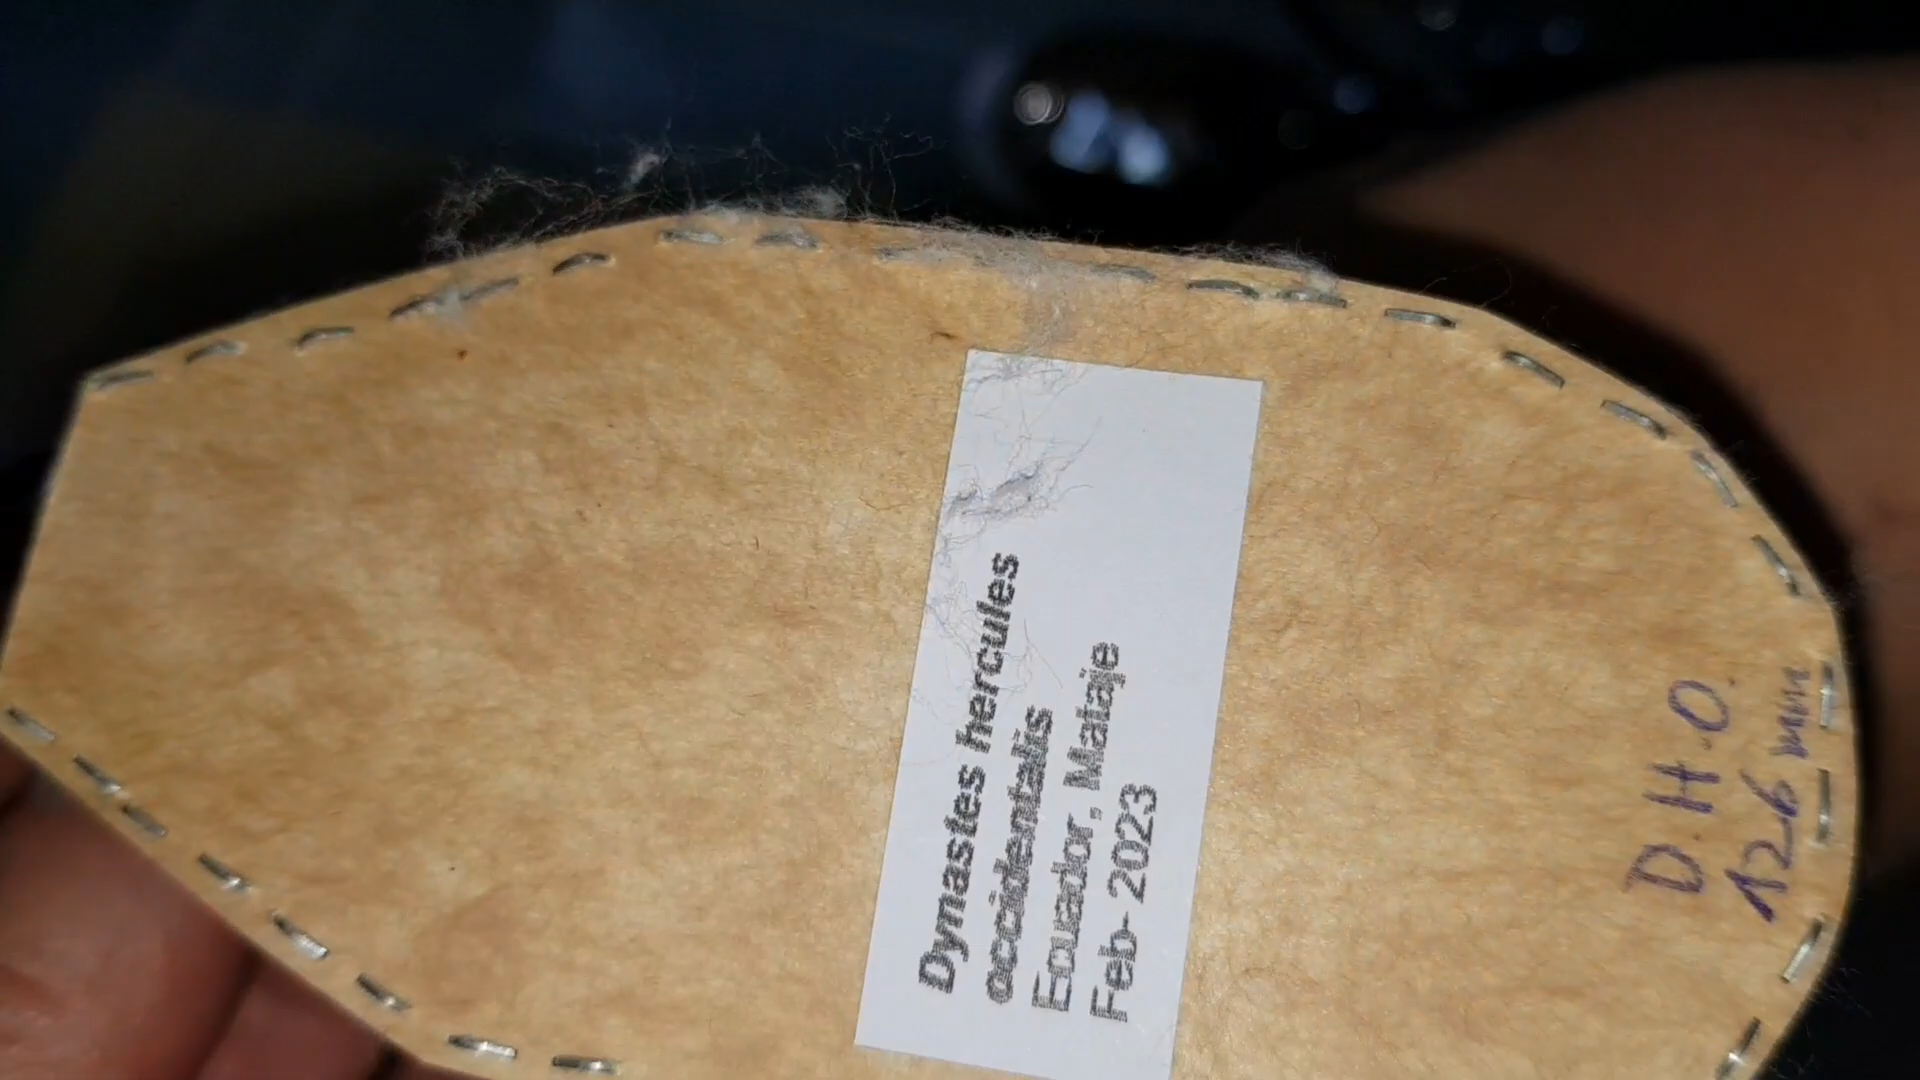 Dynastes hercules
occidentalis
Ecuador, Mataje
Feb- 2023
D.H.O.
126 mm